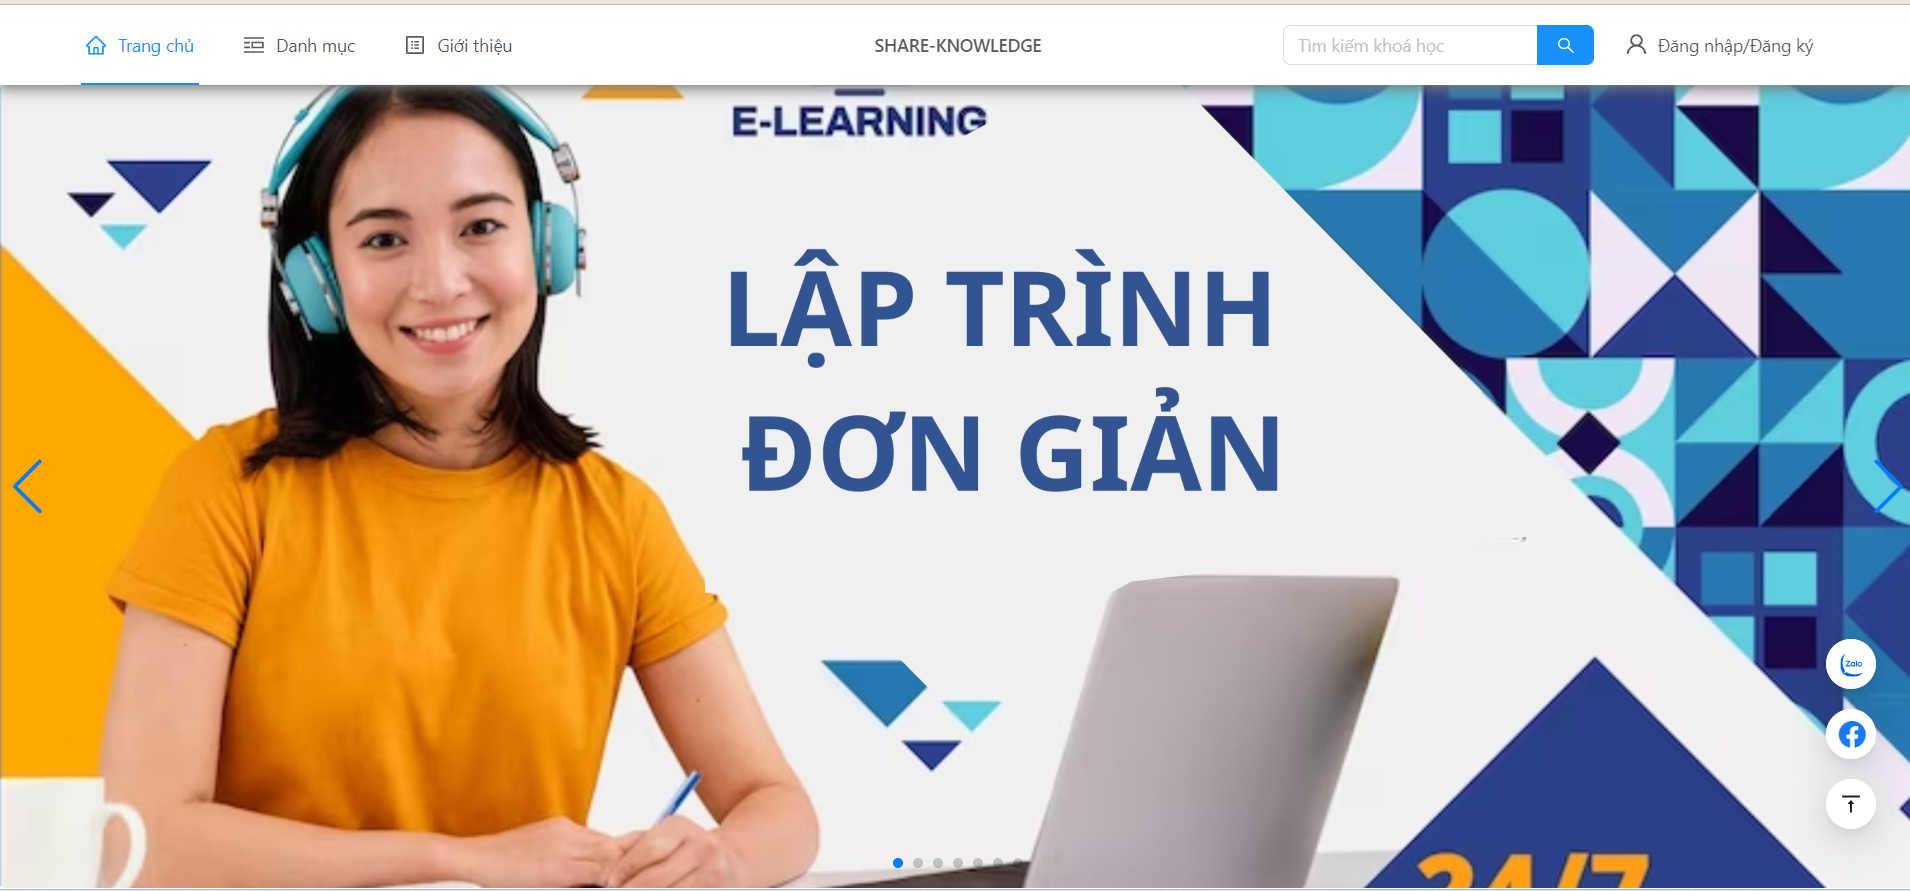 Trang chủ
Danh mục
Giới thiệu
SHARE-KNOWLEDGE
Tìm kiếm khoá học
Đăng nhập/Đăng ký
E-LEARNING
LẬP TRÌNH
ĐƠN GIẢN
Zalo
24/7